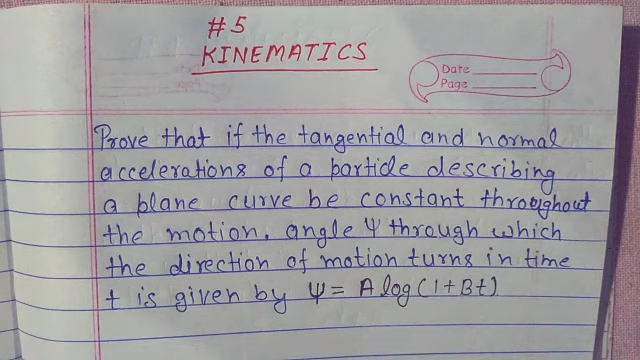 #5
KINEMATICS
Date
Page
Prove that if the tangential and normal
accelerations of a particle describing
a plane curve be constant throughout
the motion, angle ψ through which
the direction of motion turns in time
t is given by ψ = A log(1+Bt)